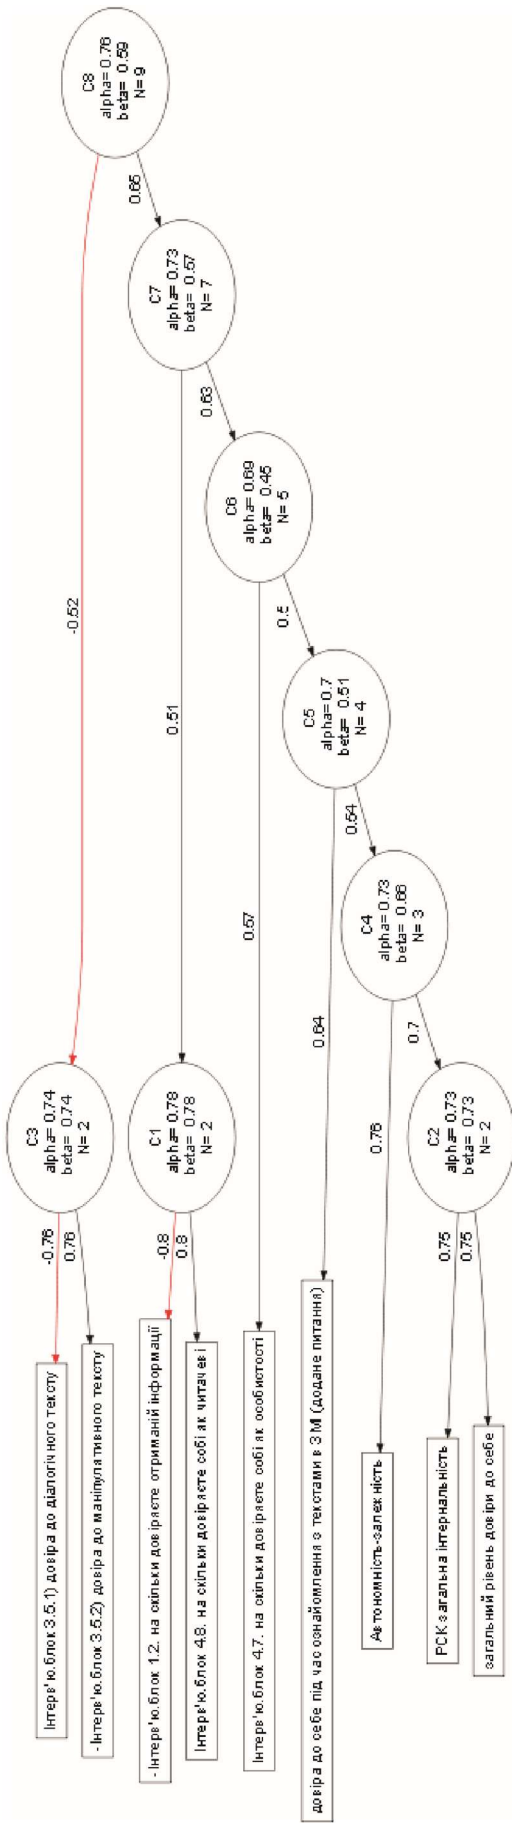 Інтерв'ю.блок 3.5.1) довіра до діалогічного тексту
- Інтерв'ю.блок 3.5.2) довіра до маніпулативного тексту
- Інтерв'ю.блок 1.2. на скільки довіряєте отриманій інформації
Інтерв'ю.блок 4.8. на скільки довіряєте собі як читачеві
Інтерв'ю.блок 4.7. на скільки довіряєте собі як особистості
довіра до себе під час ознайомлення з текстами в ЗМ (додане питання)
Автономність-залежність
РСК загальна інтернальність
загальний рівень довіри до себе
-0.76
0.76
-0.8
0.8
0.75
0.75
C3
alpha= 0.74
beta= 0.74
N= 2
C1
alpha= 0.78
beta= 0.78
N= 2
C2
alpha= 0.73
beta= 0.73
N= 2
0.76
0.7
C4
alpha= 0.73
beta= 0.66
N= 3
0.64
0.54
C5
alpha= 0.7
beta= 0.51
N= 4
0.57
0.5
C6
alpha= 0.69
beta= 0.45
N= 5
0.51
0.63
C7
alpha= 0.73
beta= 0.57
N= 7
-0.52
0.65
C8
alpha= 0.76
beta= 0.59
N= 9